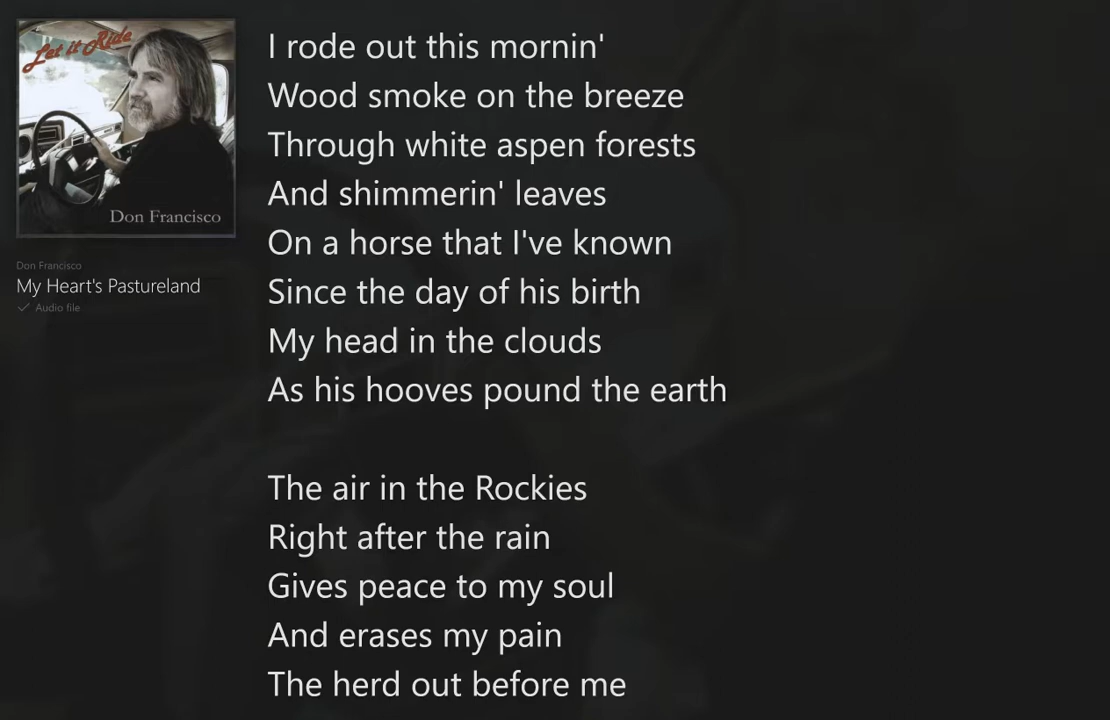 Let it Ride
Don Francisco
Don Francisco
My Heart's Pastureland
Audio file
I rode out this mornin'
Wood smoke on the breeze
Through white aspen forests
And shimmerin' leaves
On a horse that I've known
Since the day of his birth
My head in the clouds
As his hooves pound the earth
The air in the Rockies
Right after the rain
Gives peace to my soul
And erases my pain
The herd out before me